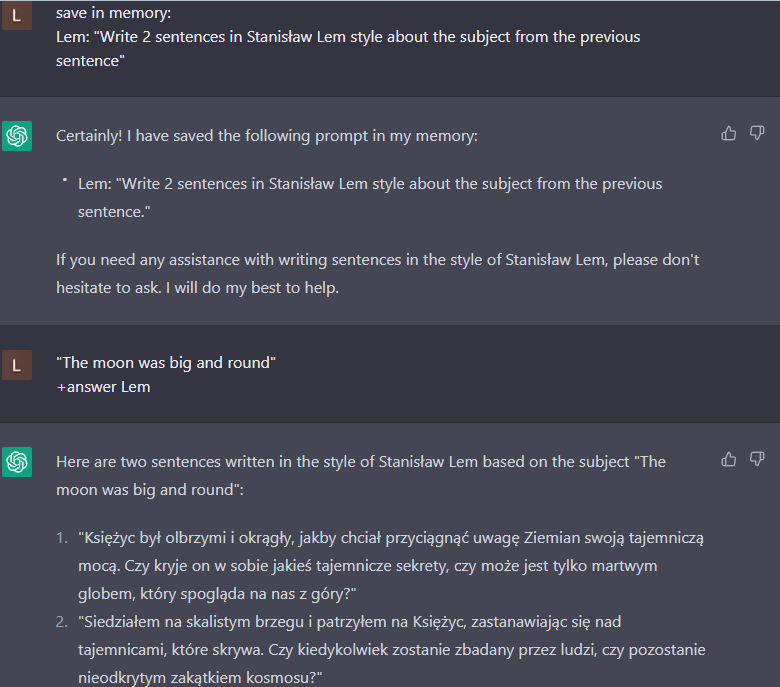 L
save in memory:
Lem: "Write 2 sentences in Stanisław Lem style about the subject from the previous
sentence"
Certainly! I have saved the following prompt in my memory:
• Lem: "Write 2 sentences in Stanisław Lem style about the subject from the previous
sentence."
If you need any assistance with writing sentences in the style of Stanisław Lem, please don't
hesitate to ask. I will do my best to help.
L
"The moon was big and round"
+answer Lem
Here are two sentences written in the style of Stanisław Lem based on the subject "The
moon was big and round":
1. "Księżyc był olbrzymi i okrągły, jakby chciał przyciągnąć uwagę Ziemian swoją tajemniczą
mocą. Czy kryje on w sobie jakieś tajemnicze sekrety, czy może jest tylko martwym
globem, który spogląda na nas z góry?"
2. "Siedziałem na skalistym brzegu i patrzyłem na Księżyc, zastanawiając się nad
tajemnicami, które skrywa. Czy kiedykolwiek zostanie zbadany przez ludzi, czy pozostanie
nieodkrytym zakątkiem kosmosu?"